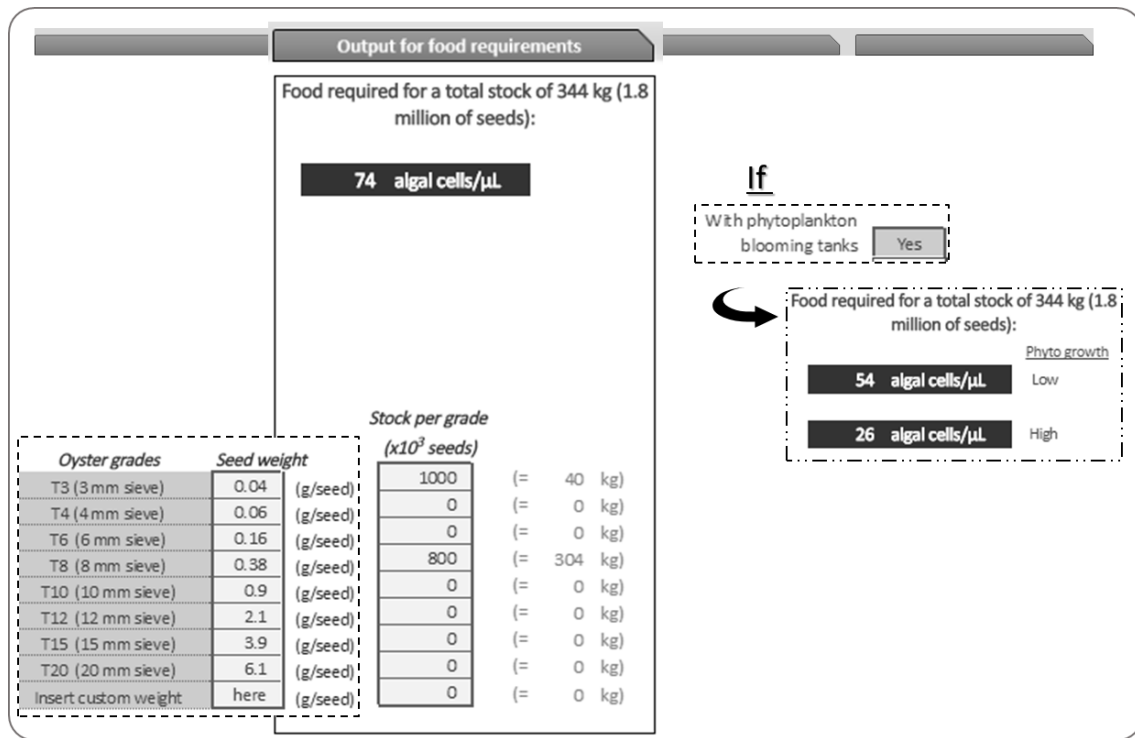 Output for food requirements
Food required for a total stock of 344 kg (1.8
million of seeds):
74 algal cells/µL
If
With phytoplankton
blooming tanks Yes
Food required for a total stock of 344 kg (1.8
million of seeds):
Phyto growth
54 algal cells/µL Low
26 algal cells/µL High
Stock per grade
(x10³ seeds)
Oyster grades Seed weight
T3 (3 mm sieve) 0.04 (g/seed) 1000 (= 40 kg)
T4 (4 mm sieve) 0.06 (g/seed) 0 (= 0 kg)
T6 (6 mm sieve) 0.16 (g/seed) 0 (= 0 kg)
T8 (8 mm sieve) 0.38 (g/seed) 800 (= 304 kg)
T10 (10 mm sieve) 0.9 (g/seed) 0 (= 0 kg)
T12 (12 mm sieve) 2.1 (g/seed) 0 (= 0 kg)
T15 (15 mm sieve) 3.9 (g/seed) 0 (= 0 kg)
T20 (20 mm sieve) 6.1 (g/seed) 0 (= 0 kg)
Insert custom weight here (g/seed) 0 (= 0 kg)